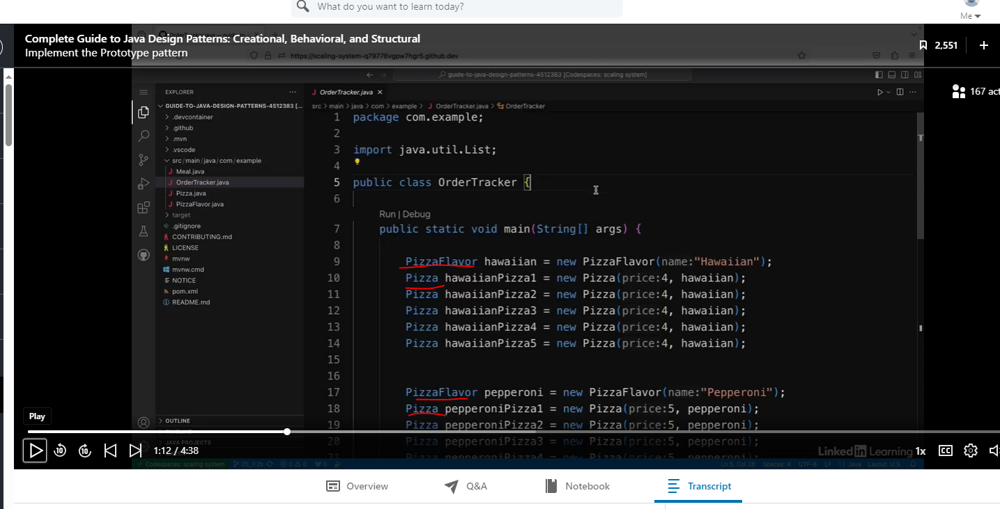 What do you want to learn today?
Me
Complete Guide to Java Design Patterns: Creational, Behavioral, and Structural
Implement the Prototype pattern
2,551
https://scaling-system-q79776vgpw7hgr5.github.dev
guide-to-java-design-patterns-4512383 [Codespaces: scaling system]
167 act
EXPLORER
GUIDE-TO-JAVA-DESIGN-PATTERNS-4512383 [...
.devcontainer
.github
.mvn
.vscode
src/main/java/com/example
Meal.java
OrderTracker.java
Pizza.java
PizzaFlavor.java
target
.gitignore
CONTRIBUTING.md
LICENSE
mvnw
mvnw.cmd
NOTICE
pom.xml
README.md
OUTLINE
TIMELINE
JAVA PROJECTS
OrderTracker.java
src > main > java > com > example > OrderTracker.java > OrderTracker
1 package com.example;
2
3 import java.util.List;
4
5 public class OrderTracker {
6
Run | Debug
7 public static void main(String[] args) {
8
9 PizzaFlavor hawaiian = new PizzaFlavor(name:"Hawaiian");
10 Pizza hawaiianPizza1 = new Pizza(price:4, hawaiian);
11 Pizza hawaiianPizza2 = new Pizza(price:4, hawaiian);
12 Pizza hawaiianPizza3 = new Pizza(price:4, hawaiian);
13 Pizza hawaiianPizza4 = new Pizza(price:4, hawaiian);
14 Pizza hawaiianPizza5 = new Pizza(price:4, hawaiian);
15
16
17 PizzaFlavor pepperoni = new PizzaFlavor(name:"Pepperoni");
18 Pizza pepperoniPizza1 = new Pizza(price:5, pepperoni);
19 Pizza pepperoniPizza2 = new Pizza(price:5, pepperoni);
20 Pizza pepperoniPizza3 = new Pizza(price:5, pepperoni);
21 Pizza pepperoniPizza4 = new Pizza(price:5, pepperoni);
Play
1:12 / 4:38
LinkedIn Learning
1x
CC
Codespaces: scaling system 05_02b 0 0 0
Ln 5, Col 28 Spaces: 4 UTF-8 LF Java Layout: U.S.
Overview
Q&A
Notebook
Transcript